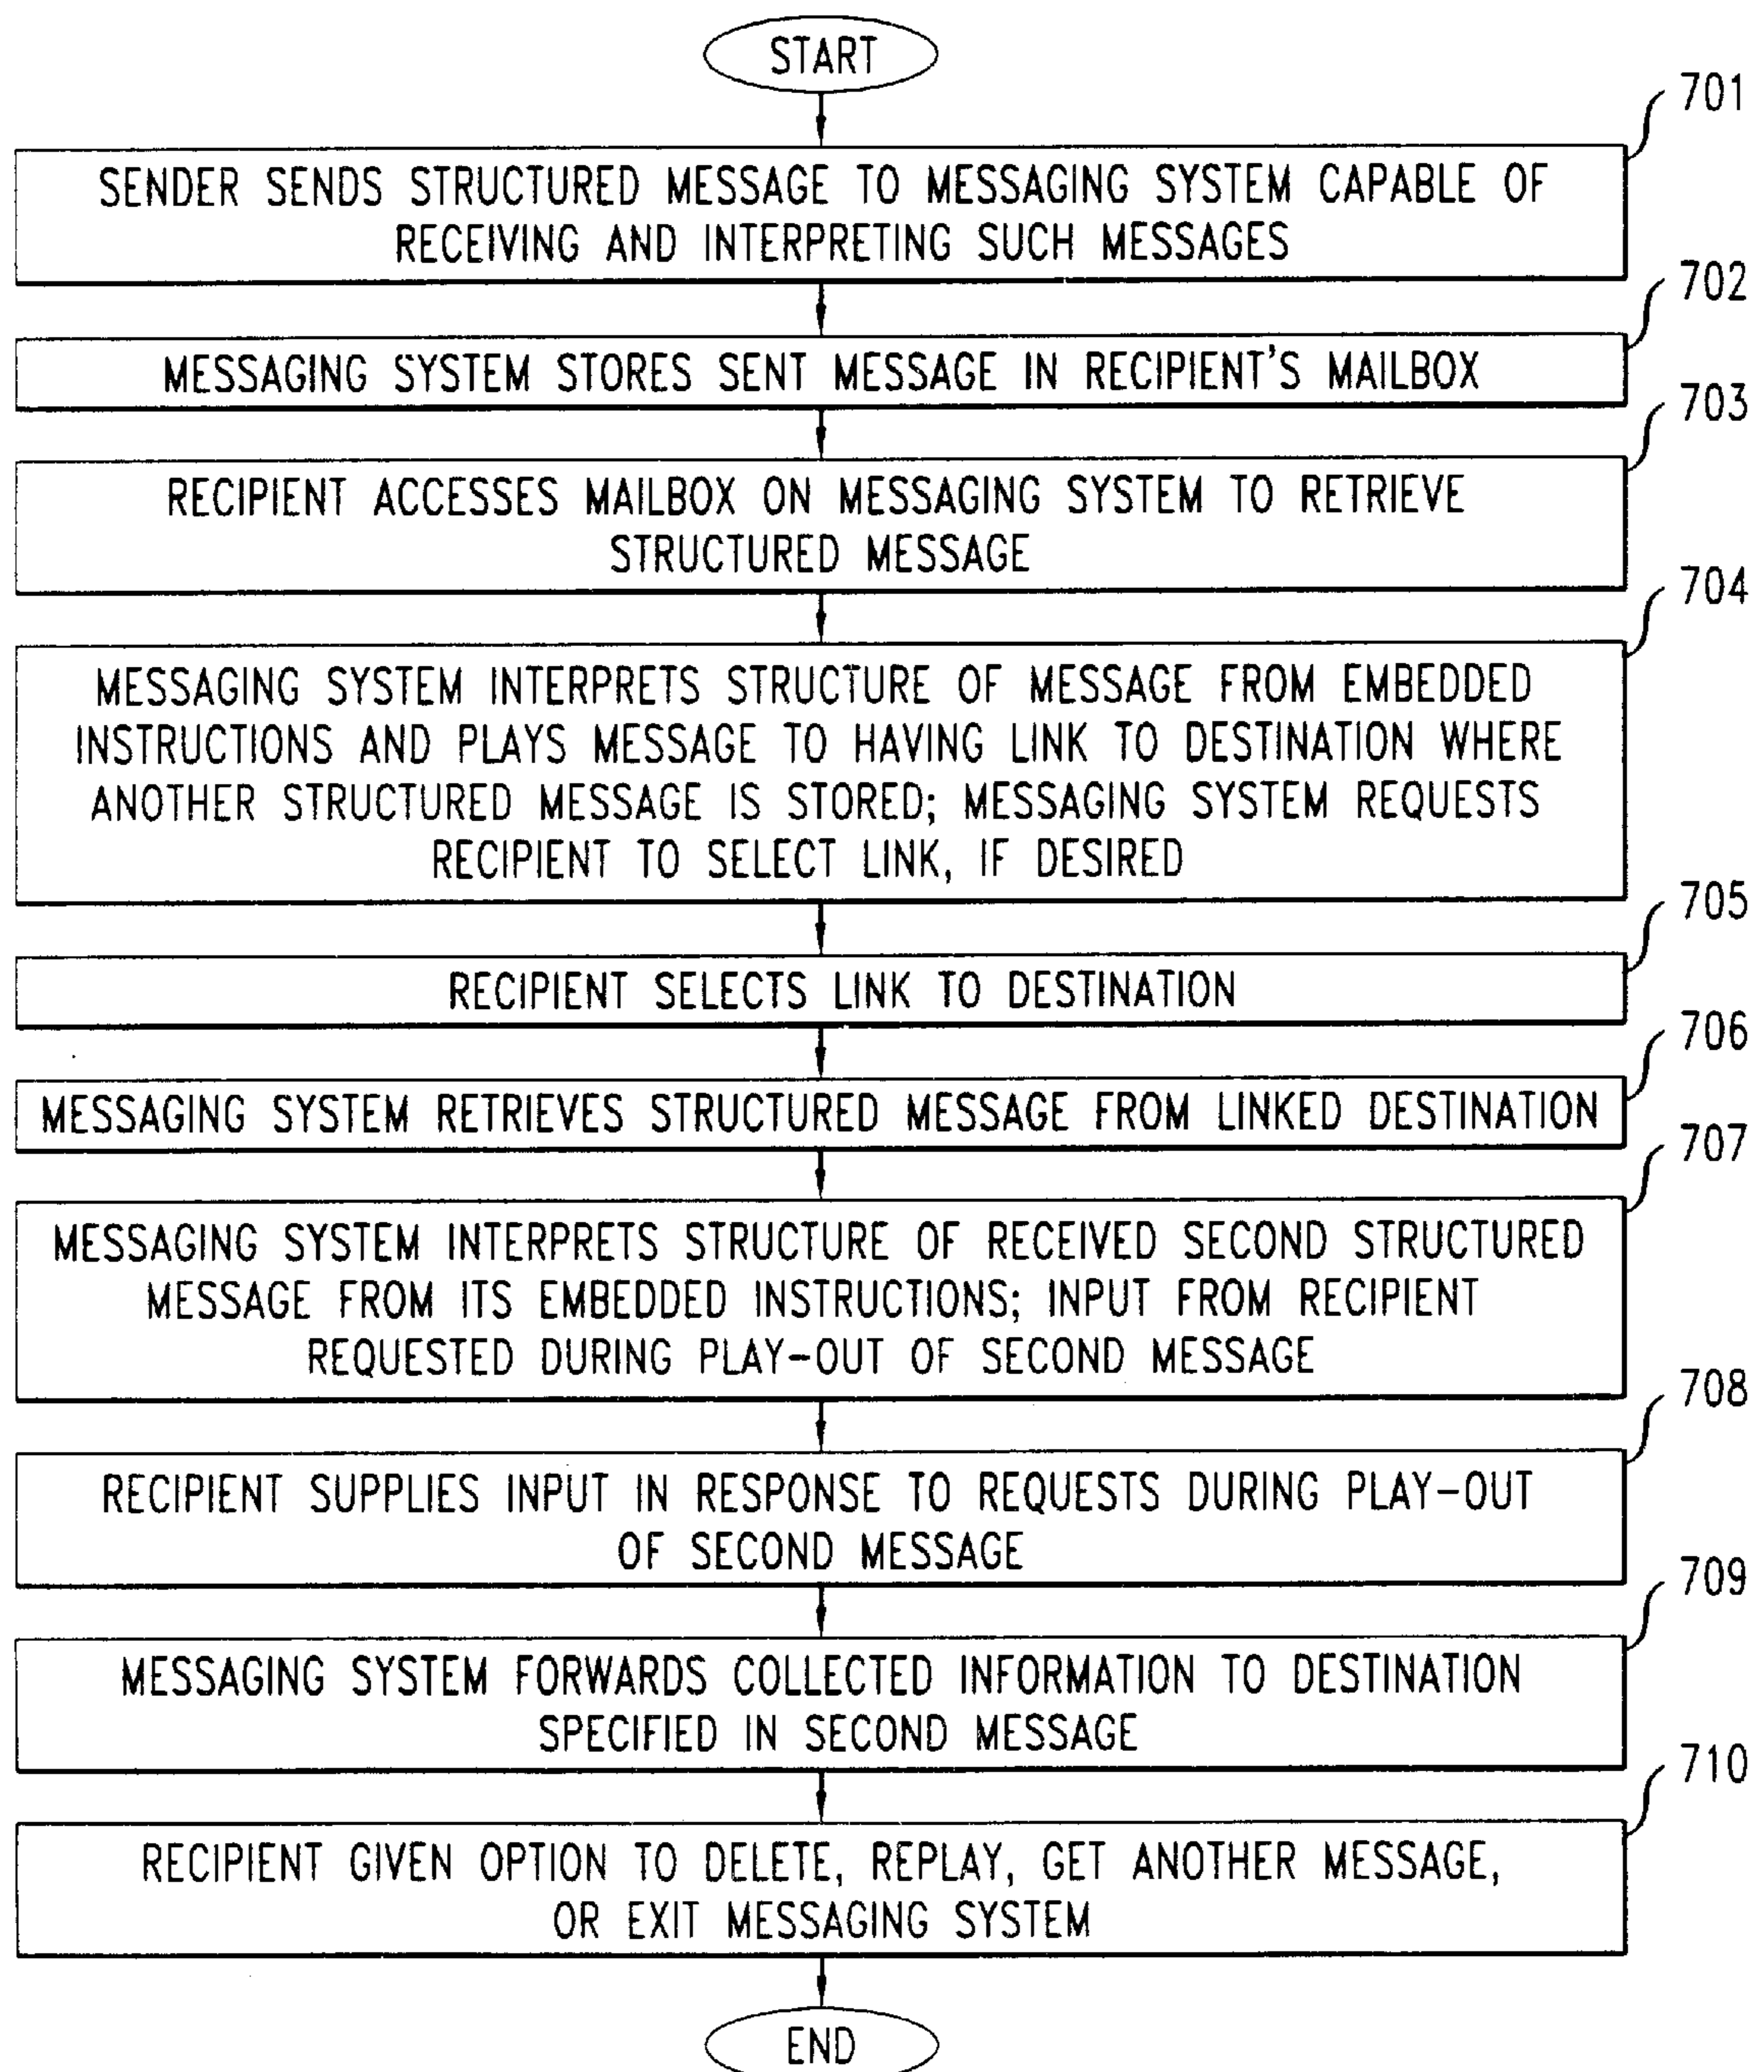 START
701
SENDER SENDS STRUCTURED MESSAGE TO MESSAGING SYSTEM CAPABLE OF
RECEIVING AND INTERPRETING SUCH MESSAGES
702
MESSAGING SYSTEM STORES SENT MESSAGE IN RECIPIENT'S MAILBOX
703
RECIPIENT ACCESSES MAILBOX ON MESSAGING SYSTEM TO RETRIEVE
STRUCTURED MESSAGE
704
MESSAGING SYSTEM INTERPRETS STRUCTURE OF MESSAGE FROM EMBEDDED
INSTRUCTIONS AND PLAYS MESSAGE TO HAVING LINK TO DESTINATION WHERE
ANOTHER STRUCTURED MESSAGE IS STORED; MESSAGING SYSTEM REQUESTS
RECIPIENT TO SELECT LINK, IF DESIRED
705
RECIPIENT SELECTS LINK TO DESTINATION
706
MESSAGING SYSTEM RETRIEVES STRUCTURED MESSAGE FROM LINKED DESTINATION
707
MESSAGING SYSTEM INTERPRETS STRUCTURE OF RECEIVED SECOND STRUCTURED
MESSAGE FROM ITS EMBEDDED INSTRUCTIONS; INPUT FROM RECIPIENT
REQUESTED DURING PLAY-OUT OF SECOND MESSAGE
708
RECIPIENT SUPPLIES INPUT IN RESPONSE TO REQUESTS DURING PLAY-OUT
OF SECOND MESSAGE
709
MESSAGING SYSTEM FORWARDS COLLECTED INFORMATION TO DESTINATION
SPECIFIED IN SECOND MESSAGE
710
RECIPIENT GIVEN OPTION TO DELETE, REPLAY, GET ANOTHER MESSAGE,
OR EXIT MESSAGING SYSTEM
END